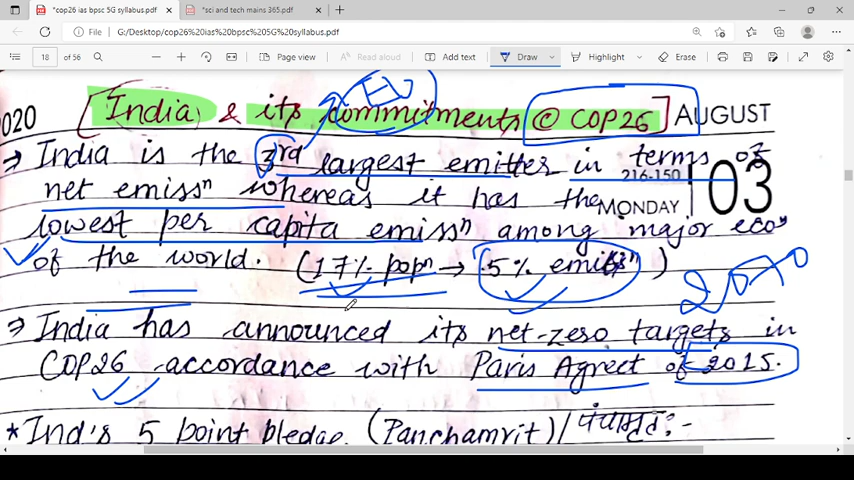 *cop26 ias bpsc 5G syllabus.pdf
*sci and tech mains 365.pdf
File G:/Desktop/cop26%20ias%20bpsc%205G%20syllabus.pdf
18 of 56 Page view Read aloud Add text Draw Highlight Erase
EU
020 [India & its commitments @ COP26] AUGUST
⇒ India is the 3rd largest emitter in terms of
216-150
net emissⁿ whereas it has the
MONDAY 03
lowest per capita emissⁿ among major ecoˢ
of the world. (17% popⁿ → 5% emissⁿ)
2070
⇒ India has announced its net-zero targets in
COP26 accordance with Paris Agreet of 2015.
*Ind's 5 point pledge (Panchamrit)/पंचामृत:-